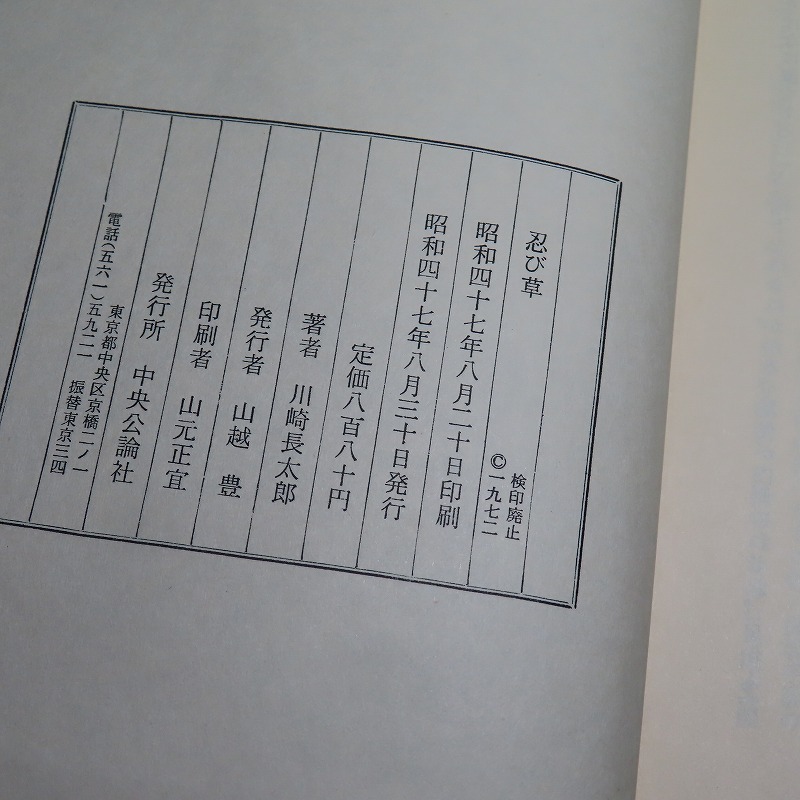 忍び草
検印廃止
©一九七二
昭和四十七年八月二十日印刷
昭和四十七年八月三十日発行
定価八百八十円
著者 川崎長太郎
発行者 山越 豊
印刷者 山元正宜
発行所 中央公論社
東京都中央区京橋二ノ一
電話(五六一)五九二一 振替東京三四